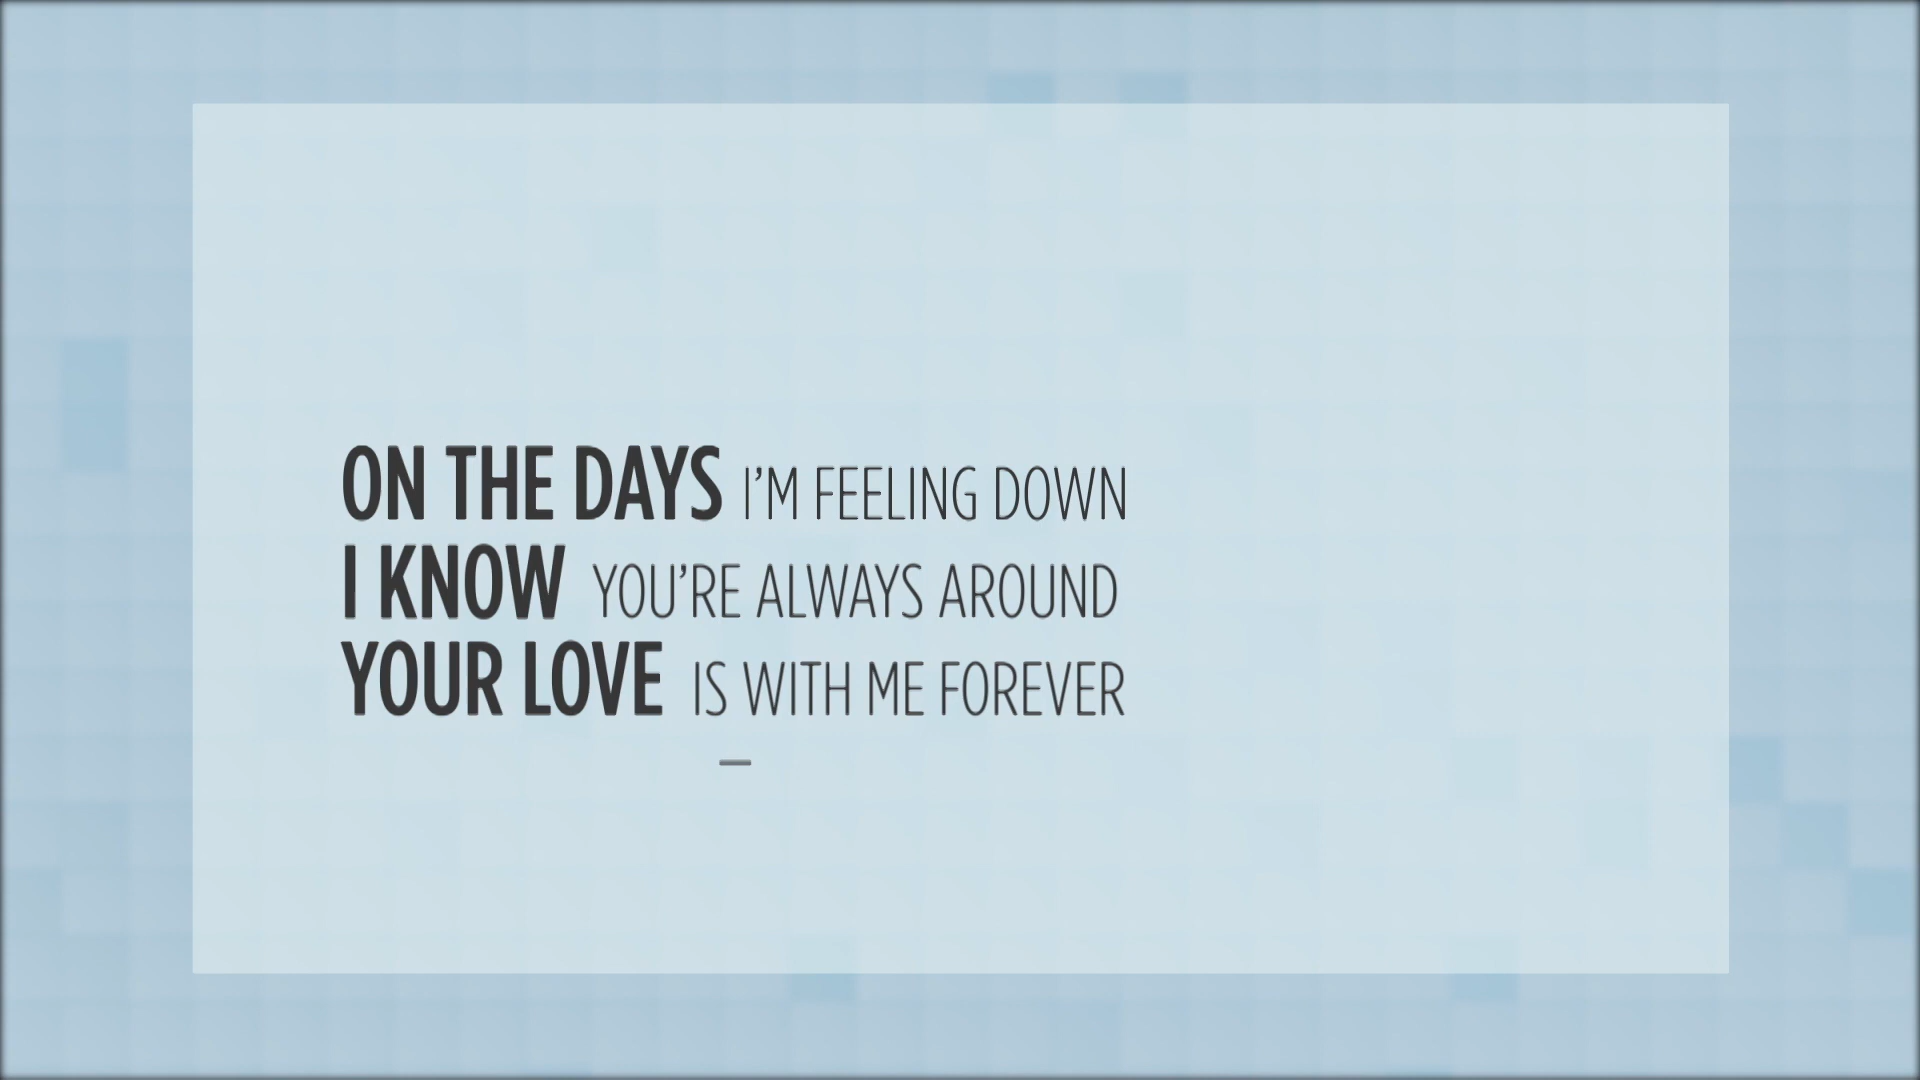 ON THE DAYS I’M FEELING DOWN
I KNOW YOU’RE ALWAYS AROUND
YOUR LOVE IS WITH ME FOREVER